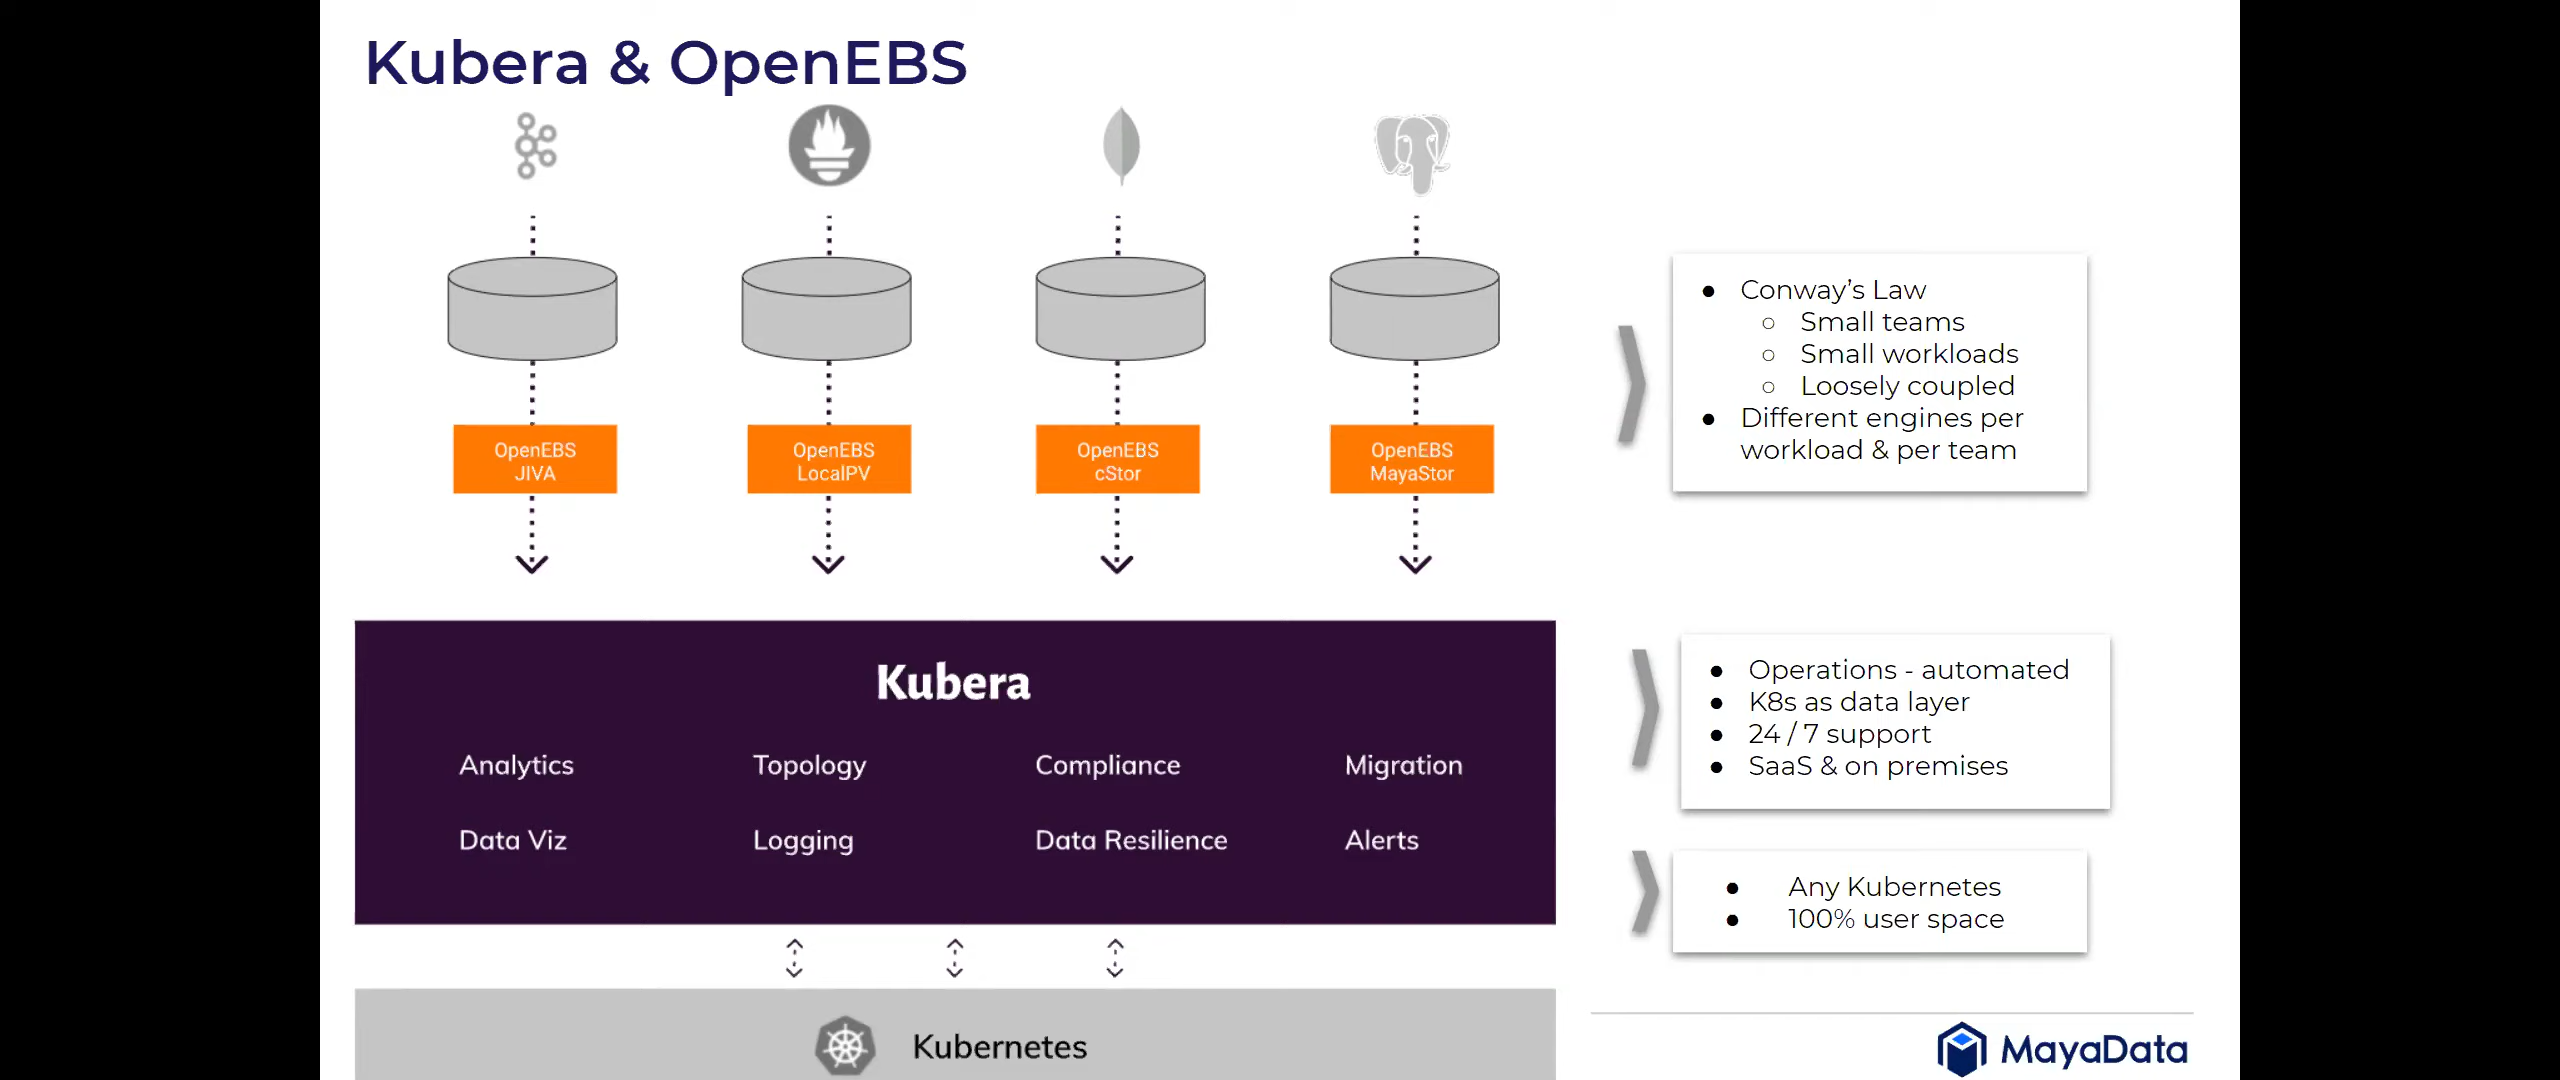 Kubera & OpenEBS
OpenEBS
JIVA
OpenEBS
LocalPV
OpenEBS
cStor
OpenEBS
MayaStor
● Conway’s Law
○ Small teams
○ Small workloads
○ Loosely coupled
● Different engines per
workload & per team
Kubera
Analytics Topology Compliance Migration
Data Viz Logging Data Resilience Alerts
● Operations - automated
● K8s as data layer
● 24 / 7 support
● SaaS & on premises
● Any Kubernetes
● 100% user space
Kubernetes
MayaData